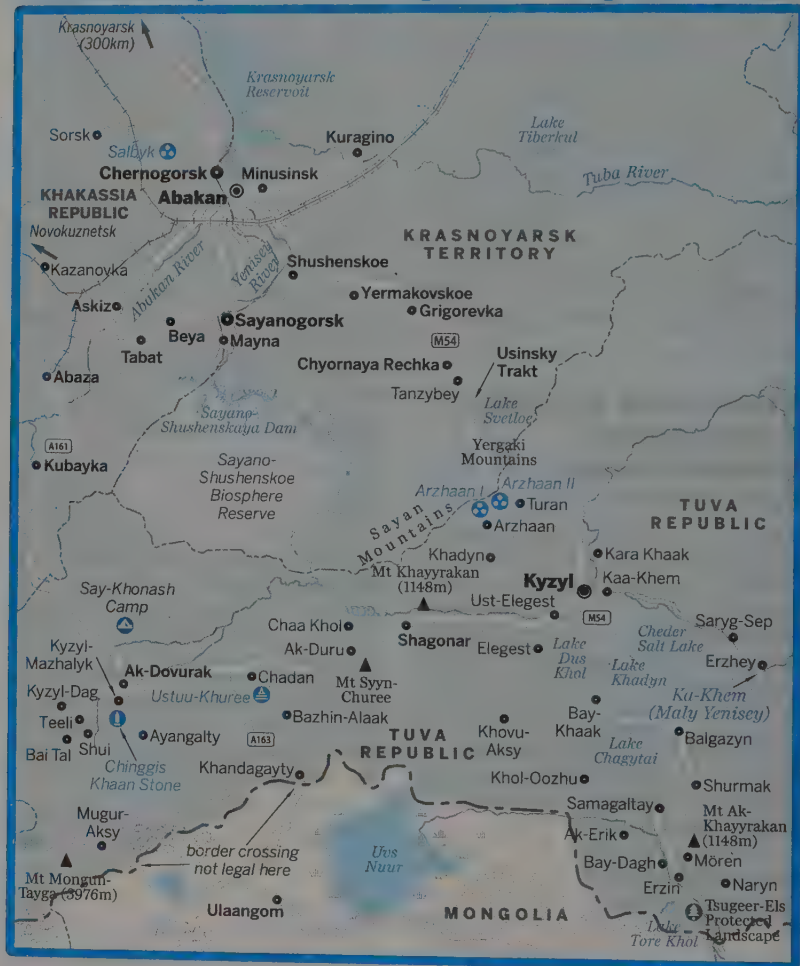 Krasnoyarsk
(300km)
Krasnoyarsk
Reservoit
Sorsk
Salbyk
Kuragino
Lake
Tiberkul
Chernogorsk
Minusinsk
Abakan
Tuba River
KHAKASSIA
REPUBLIC
Novokuznetsk
KRASNOYARSK
TERRITORY
Kazanovka
Abakan River
Yenisey
River
Shushenskoe
Yermakovskoe
Askiz
Grigorevka
Sayanogorsk
Beya
Mayna
Tabat
M54
Usinsky
Trakt
Chyornaya Rechka
Abaza
Tanzybey
Lake
Svetloe
Sayano-
Shushenskaya Dam
A161
Yergaki
Mountains
Kubayka
Sayano-
Shushenskoe
Biosphere
Reserve
Arzhaan I
Arzhaan II
Turan
TUVA
REPUBLIC
Sayan
Mountains
Arzhaan
Khadyn
Kara Khaak
Mt Khayyrakan
(1148m)
Kyzyl
Kaa-Khem
Say-Khonash
Camp
Ust-Elegest
M54
Chaa Khol
Shagonar
Cheder
Salt Lake
Saryg-Sep
Kyzyl-
Mazhalyk
Ak-Duru
Elegest
Lake
Dus
Khol
Lake
Khadyn
Erzhey
Ak-Dovurak
Chadan
Mt Syyn-
Churee
Ka-Khem
(Maly Yenisey)
Kyzyl-Dag
Ustuu-Khuree
Teeli
Bazhin-Alaak
Bay-
Khaak
Bai Tal
Shui
Ayangalty
A163
TUVA
REPUBLIC
Khovu-
Aksy
Lake
Chagytai
Balgazyn
Chinggis
Khaan Stone
Khandagayty
Khol-Oozhu
Shurmak
Mugur-
Aksy
Samagaltay
Mt Ak-
Khayyrakan
(1148m)
Ak-Erik
border crossing
not legal here
Uvs
Nuur
Bay-Dagh
Mören
Mt Mongun-
Tayga (3976m)
Erzin
Naryn
Ulaangom
MONGOLIA
Tsugeer-Els
Protected
Landscape
Lake
Tore Khol